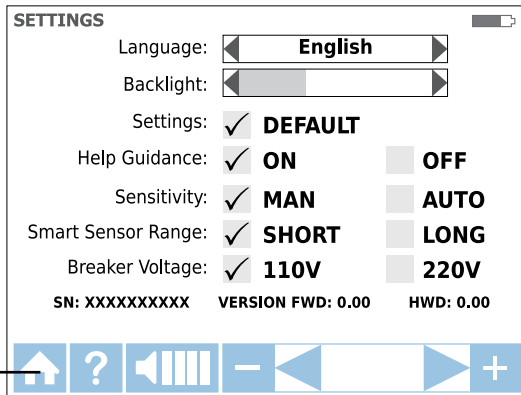 SETTINGS
Language: English
Backlight:
Settings: ✓ DEFAULT
Help Guidance: ✓ ON OFF
Sensitivity: ✓ MAN AUTO
Smart Sensor Range: ✓ SHORT LONG
Breaker Voltage: ✓ 110V 220V
SN: XXXXXXXXXX VERSION FWD: 0.00 HWD: 0.00
? − +